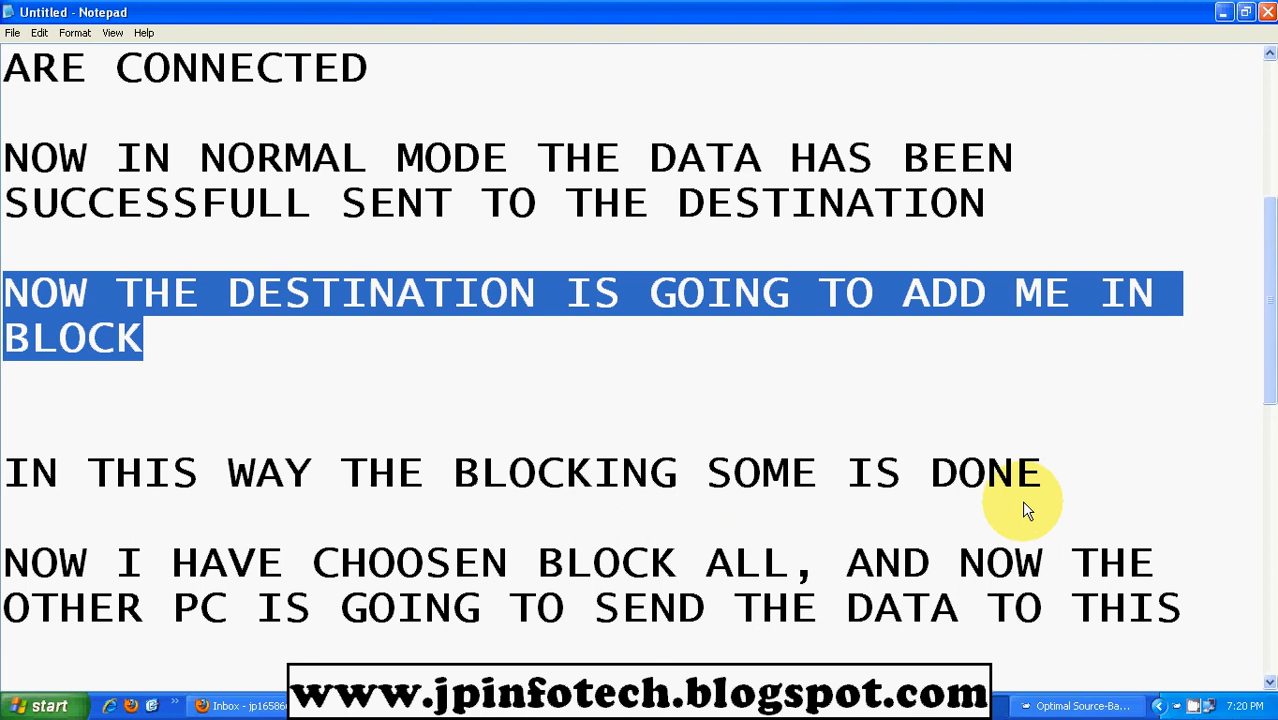 Untitled - Notepad
File Edit Format View Help
ARE CONNECTED
NOW IN NORMAL MODE THE DATA HAS BEEN
SUCCESSFULL SENT TO THE DESTINATION
NOW THE DESTINATION IS GOING TO ADD ME IN
BLOCK
IN THIS WAY THE BLOCKING SOME IS DONE
NOW I HAVE CHOOSEN BLOCK ALL, AND NOW THE
OTHER PC IS GOING TO SEND THE DATA TO THIS
www.jpinfotech.blogspot.com
start » Inbox - jp16586 Optimal Source-Ba... 7:20 PM